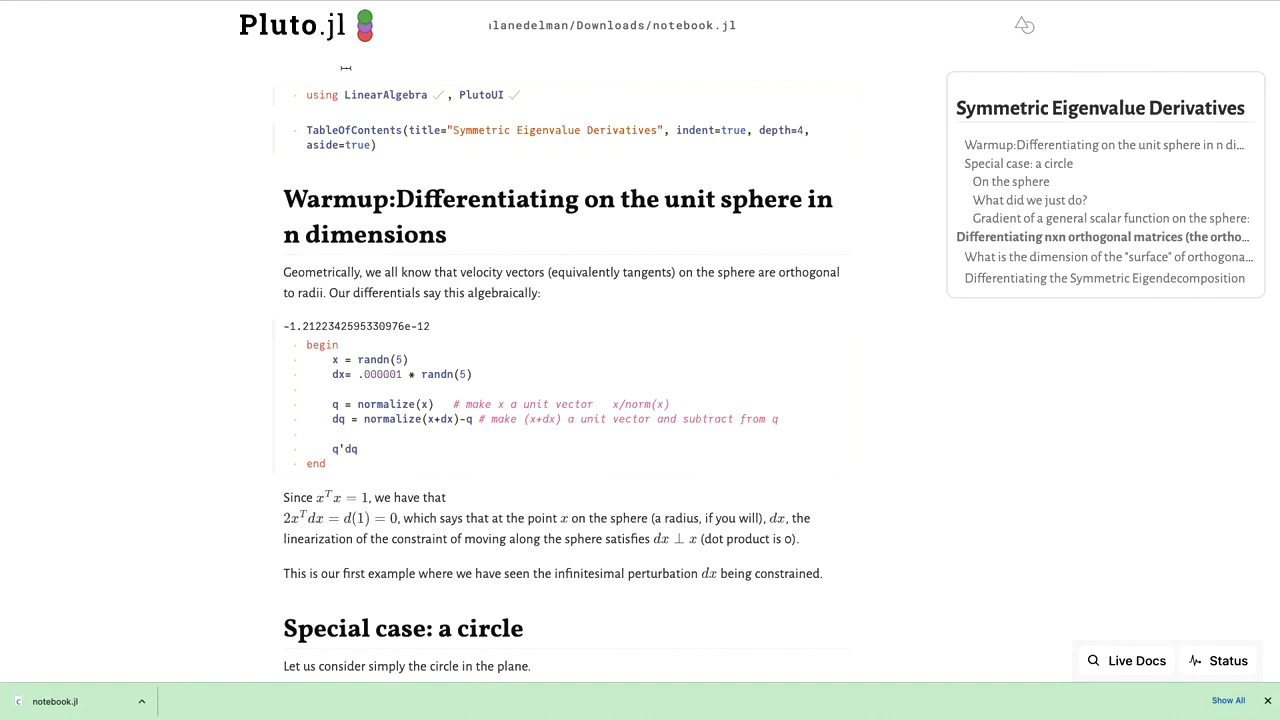 Pluto.jl
lanedelman/Downloads/notebook.jl
using LinearAlgebra ✓, PlutoUI ✓
TableOfContents(title="Symmetric Eigenvalue Derivatives", indent=true, depth=4,
aside=true)
Warmup:Differentiating on the unit sphere in
n dimensions
Geometrically, we all know that velocity vectors (equivalently tangents) on the sphere are orthogonal
to radii. Our differentials say this algebraically:
-1.2122342595330976e-12
begin
x = randn(5)
dx= .000001 * randn(5)
q = normalize(x) # make x a unit vector x/norm(x)
dq = normalize(x+dx)-q # make (x+dx) a unit vector and subtract from q
q'dq
end
Since $x^T x = 1$, we have that
$2x^T dx = d(1) = 0$, which says that at the point $x$ on the sphere (a radius, if you will), $dx$, the
linearization of the constraint of moving along the sphere satisfies $dx \perp x$ (dot product is 0).
This is our first example where we have seen the infinitesimal perturbation $dx$ being constrained.
Special case: a circle
Let us consider simply the circle in the plane.
Symmetric Eigenvalue Derivatives
Warmup:Differentiating on the unit sphere in n di...
Special case: a circle
On the sphere
What did we just do?
Gradient of a general scalar function on the sphere:
Differentiating nxn orthogonal matrices (the ortho...
What is the dimension of the "surface" of orthogona...
Differentiating the Symmetric Eigendecomposition
Live Docs
Status
notebook.jl
Show All